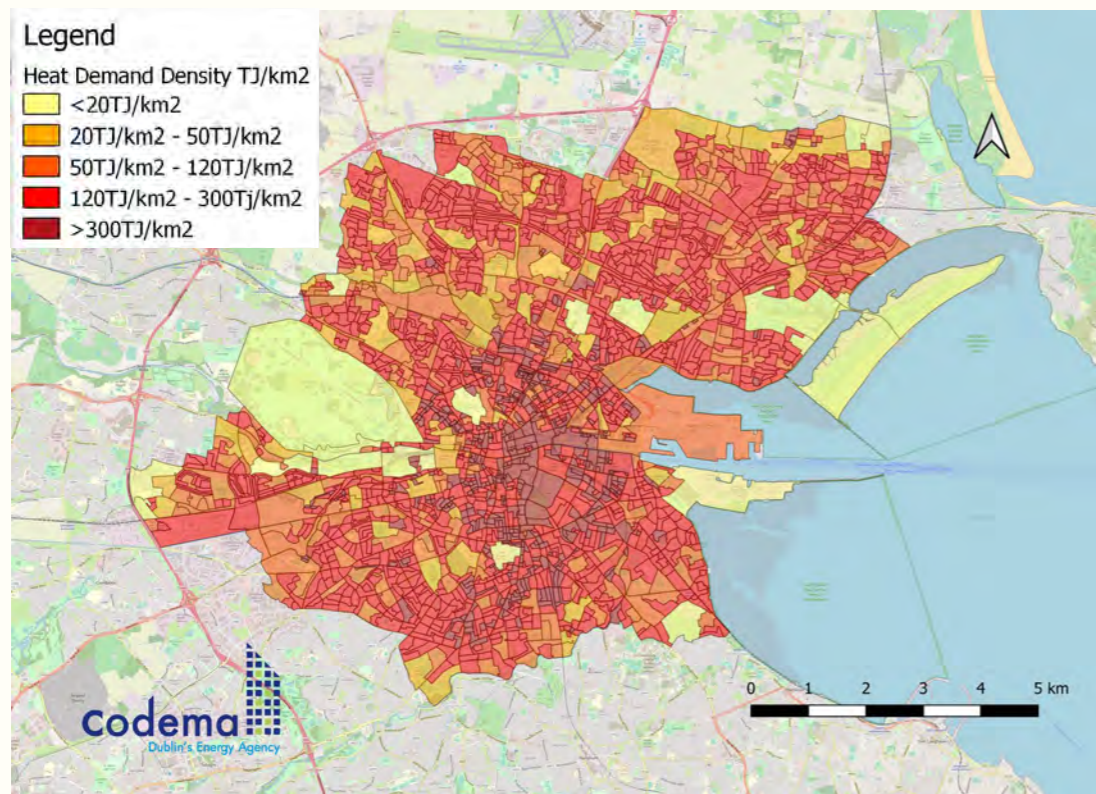 Legend
Heat Demand Density TJ/km2
<20TJ/km2
20TJ/km2 - 50TJ/km2
50TJ/km2 - 120TJ/km2
120TJ/km2 - 300Tj/km2
>300TJ/km2
0 1 2 3 4 5 km
codema
Dublin's Energy Agency